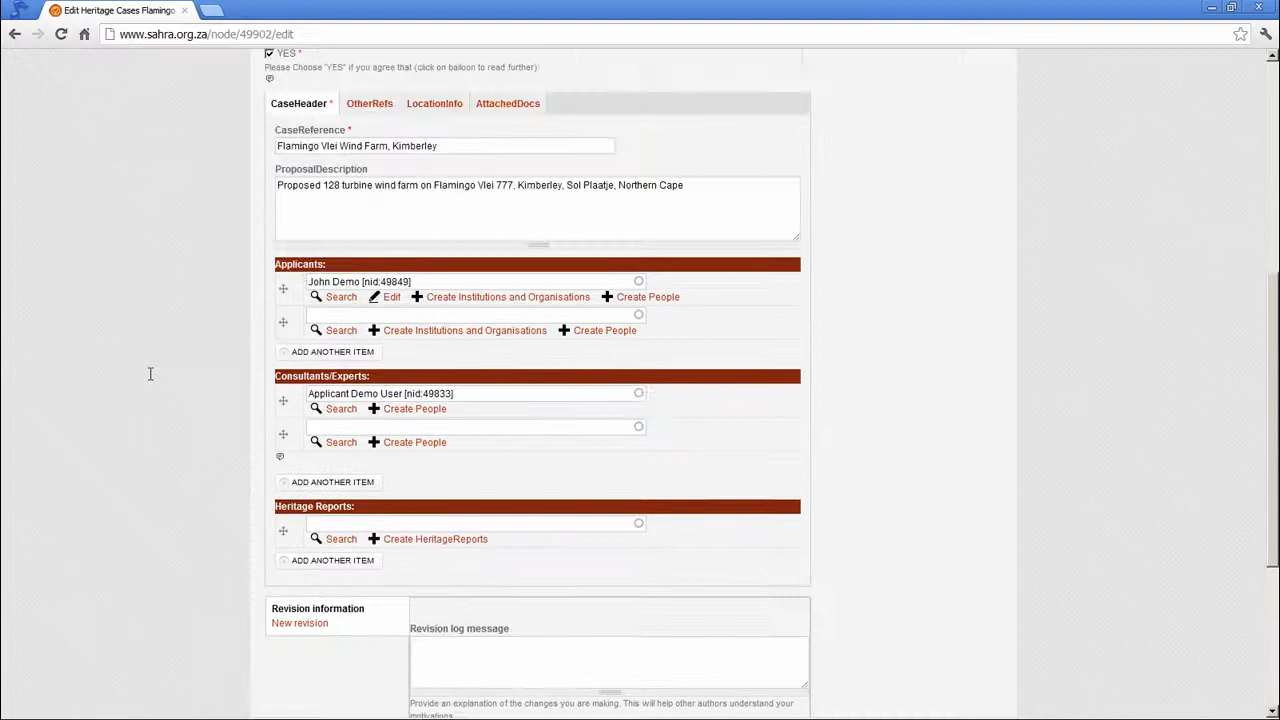 Edit Heritage Cases Flamingo
www.sahra.org.za/node/49902/edit
YES *
Please Choose "YES" if you agree that (click on balloon to read further)
CaseHeader * OtherRefs LocationInfo AttachedDocs
CaseReference *
Flamingo Vlei Wind Farm, Kimberley
ProposalDescription
Proposed 128 turbine wind farm on Flamingo Vlei 777, Kimberley, Sol Plaatje, Northern Cape
Applicants:
John Demo [nid:49849]
Search Edit Create Institutions and Organisations Create People
Search Create Institutions and Organisations Create People
ADD ANOTHER ITEM
Consultants/Experts:
Applicant Demo User [nid:49833]
Search Create People
Search Create People
ADD ANOTHER ITEM
Heritage Reports:
Search Create HeritageReports
ADD ANOTHER ITEM
Revision information
New revision
Revision log message
Provide an explanation of the changes you are making. This will help other authors understand your
motivations.